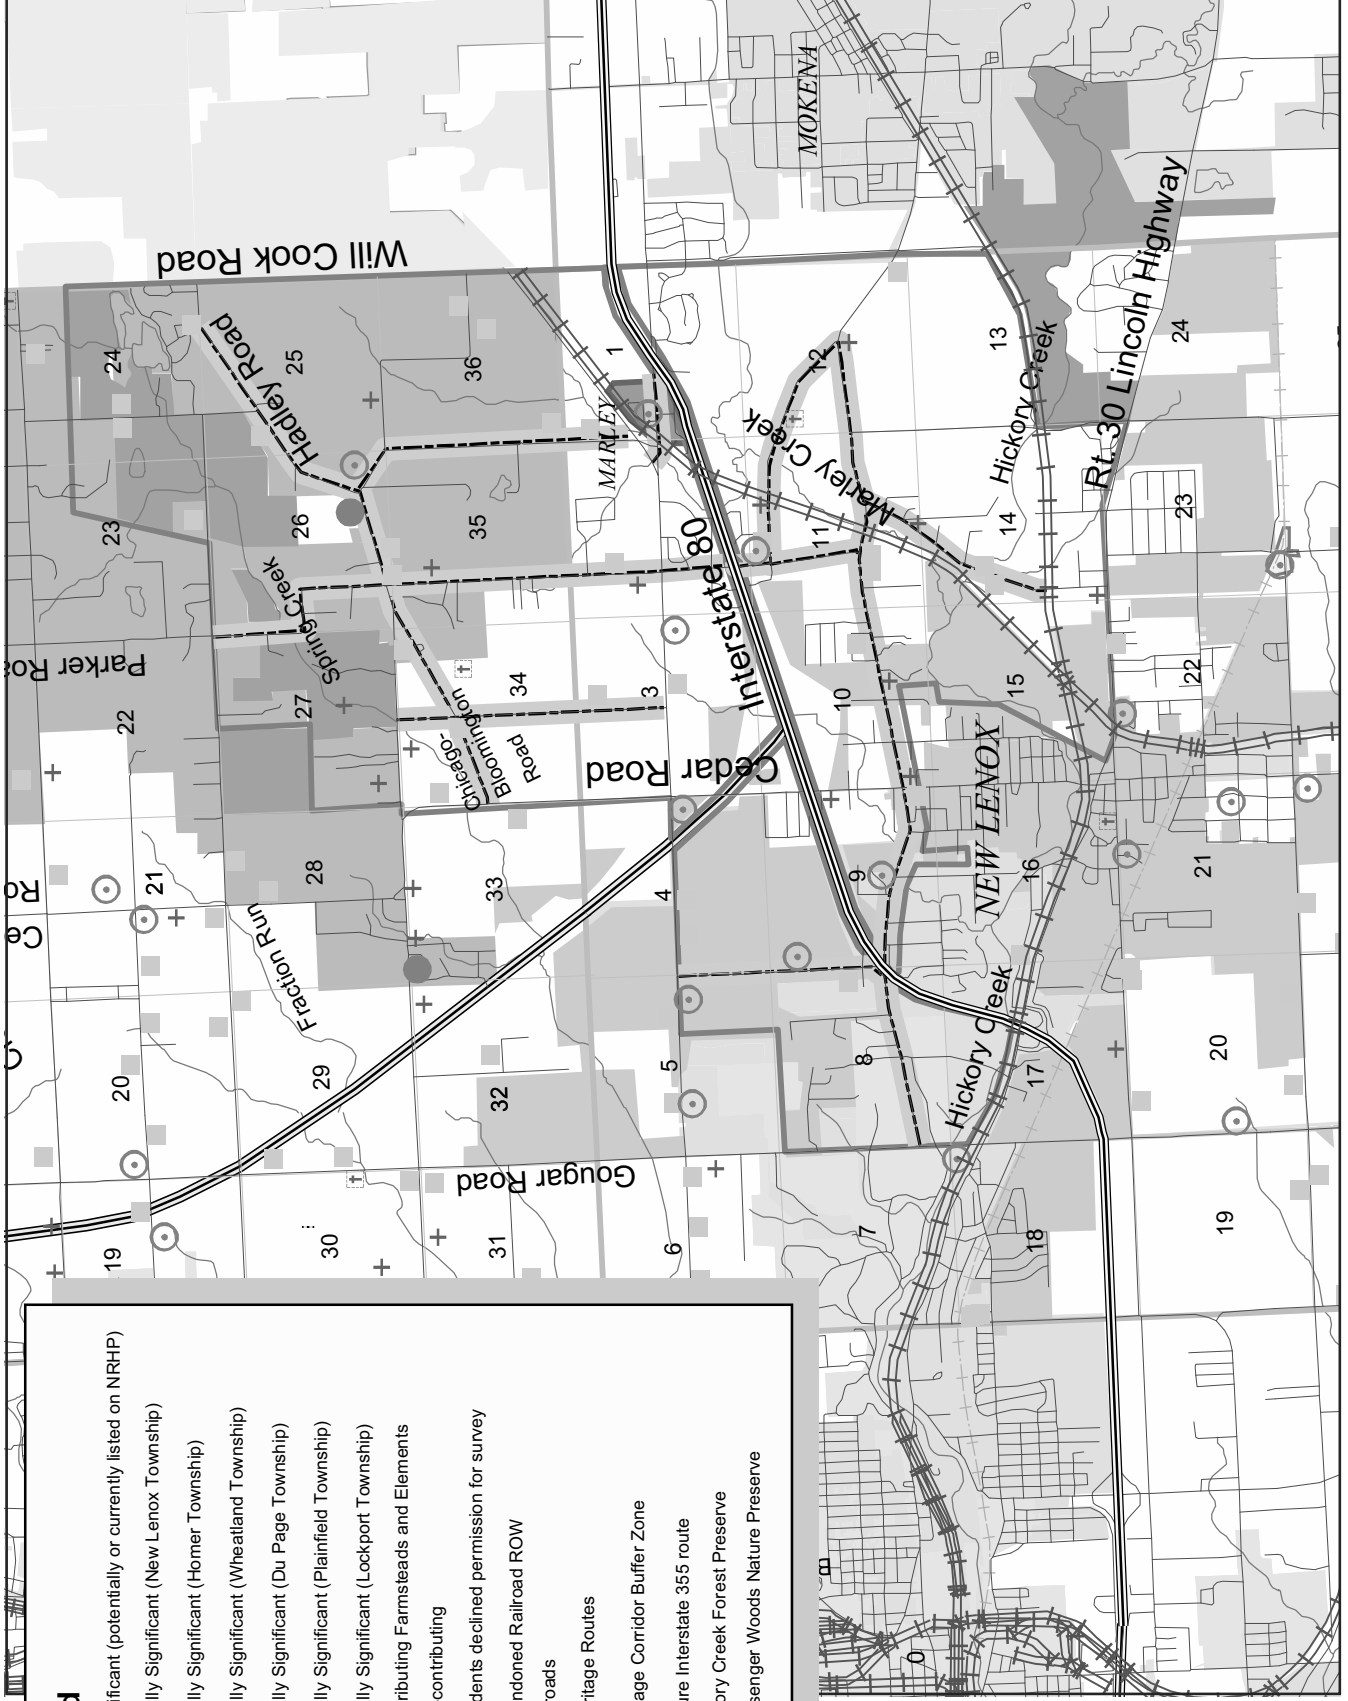 MOKENA
Will Cook Road
24
Hadley Road
25
36
1
MARLEY
12
13
Hickory Creek
Rt. 30 Lincoln Highway
24
23
26
35
Marley Creek
11
14
23
Spring Creek
Interstate 80
Parker
22
27
34
3
10
15
22
Chicago-
Bloomington
Road
Cedar Road
NEW LENOX
21
28
33
4
9
16
21
Fraction Run
Hickory Creek
20
29
32
5
8
17
20
Gougar Road
19
30
31
6
7
18
19
ficant (potentially or currently listed on NRHP)
lly Significant (New Lenox Township)
lly Significant (Homer Township)
lly Significant (Wheatland Township)
lly Significant (Du Page Township)
lly Significant (Plainfield Township)
lly Significant (Lockport Township)
ributing Farmsteads and Elements
contributing
dents declined permission for survey
ndoned Railroad ROW
roads
ritage Routes
age Corridor Buffer Zone
ure Interstate 355 route
ory Creek Forest Preserve
senger Woods Nature Preserve